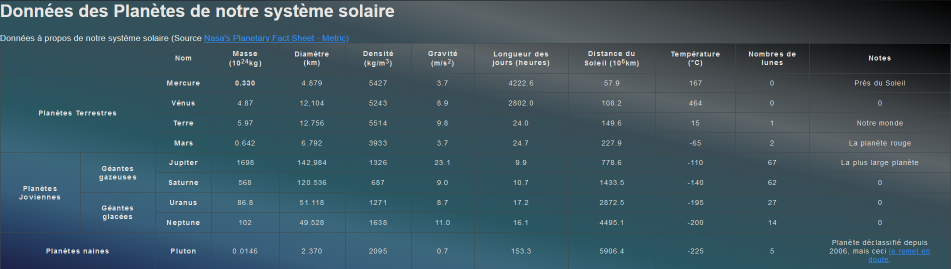 Données des Planètes de notre système solaire
Données à propos de notre système solaire (Source Nasa's Planetary Fact Sheet - Metric)
Nom Masse (10²⁴kg) Diamètre (km) Densité (kg/m³) Gravité (m/s²) Longueur des jours (heures) Distance du Soleil (10⁶km) Température (°C) Nombres de lunes Notes
Planètes Terrestres
Mercure 0.330 4.879 5427 3.7 4222.6 57.9 167 0 Près du Soleil
Vénus 4.87 12,104 5243 8.9 2802.0 108.2 464 0 0
Terre 5.97 12.756 5514 9.8 24.0 149.6 15 1 Notre monde
Mars 0.642 6.792 3933 3.7 24.7 227.9 -65 2 La planète rouge
Planètes Joviennes
Géantes gazeuses
Jupiter 1698 142,984 1326 23.1 9.9 778.6 -110 67 La plus large planète
Saturne 568 120.536 687 9.0 10.7 1433.5 -140 62 0
Géantes glacées
Uranus 86.8 51.118 1271 8.7 17.2 2872.5 -195 27 0
Neptune 102 49.528 1638 11.0 16.1 4495.1 -200 14 0
Planètes naines
Pluton 0.0146 2.370 2095 0.7 153.3 5906.4 -225 5 Planète déclassifié depuis 2006, mais ceci le remet en doute.